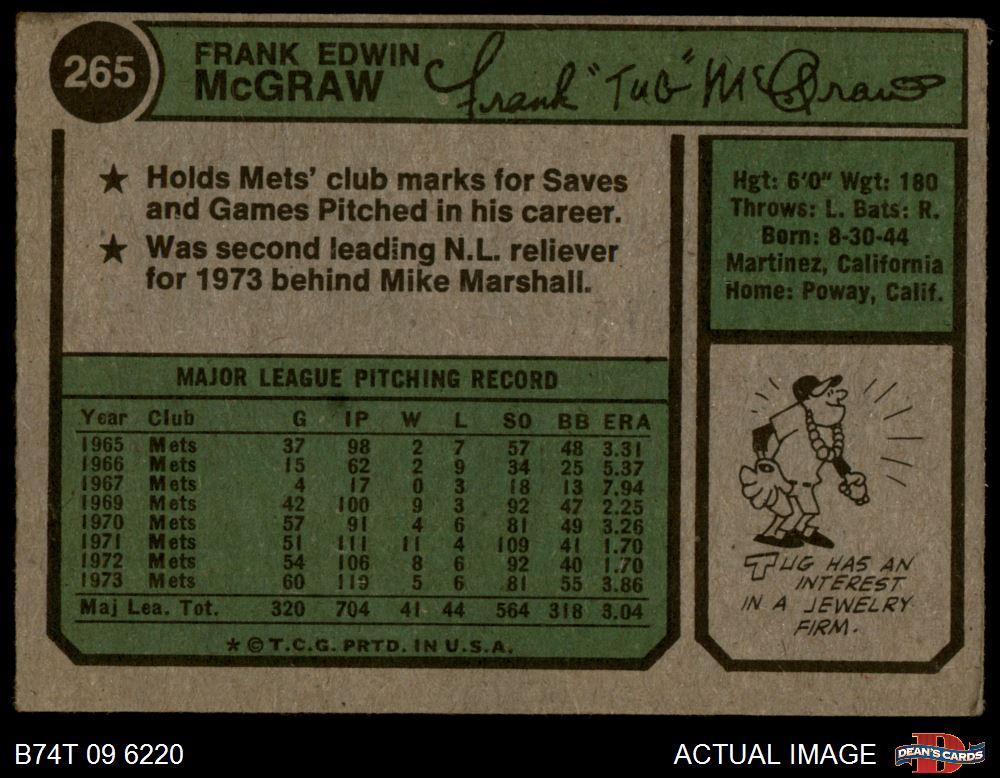 265
FRANK EDWIN
McGRAW
Frank "Tug" McGraw
★ Holds Mets' club marks for Saves
and Games Pitched in his career.
★ Was second leading N.L. reliever
for 1973 behind Mike Marshall.
Hgt: 6'0" Wgt: 180
Throws: L. Bats: R.
Born: 8-30-44
Martinez, California
Home: Poway, Calif.
MAJOR LEAGUE PITCHING RECORD
Year Club G IP W L SO BB ERA
1965 Mets 37 98 2 7 57 48 3.31
1966 Mets 15 62 2 9 34 25 5.37
1967 Mets 4 17 0 3 18 13 7.94
1969 Mets 42 100 9 3 92 47 2.25
1970 Mets 57 91 4 6 81 49 3.26
1971 Mets 51 111 11 4 109 41 1.70
1972 Mets 54 106 8 6 92 40 1.70
1973 Mets 60 119 5 6 81 55 3.86
Maj Lea. Tot. 320 704 41 44 564 318 3.04
* © T.C.G. PRTD. IN U.S.A.
TUG HAS AN
INTEREST
IN A JEWELRY
FIRM.
B74T 09 6220
ACTUAL IMAGE
D
DEAN'S CARDS